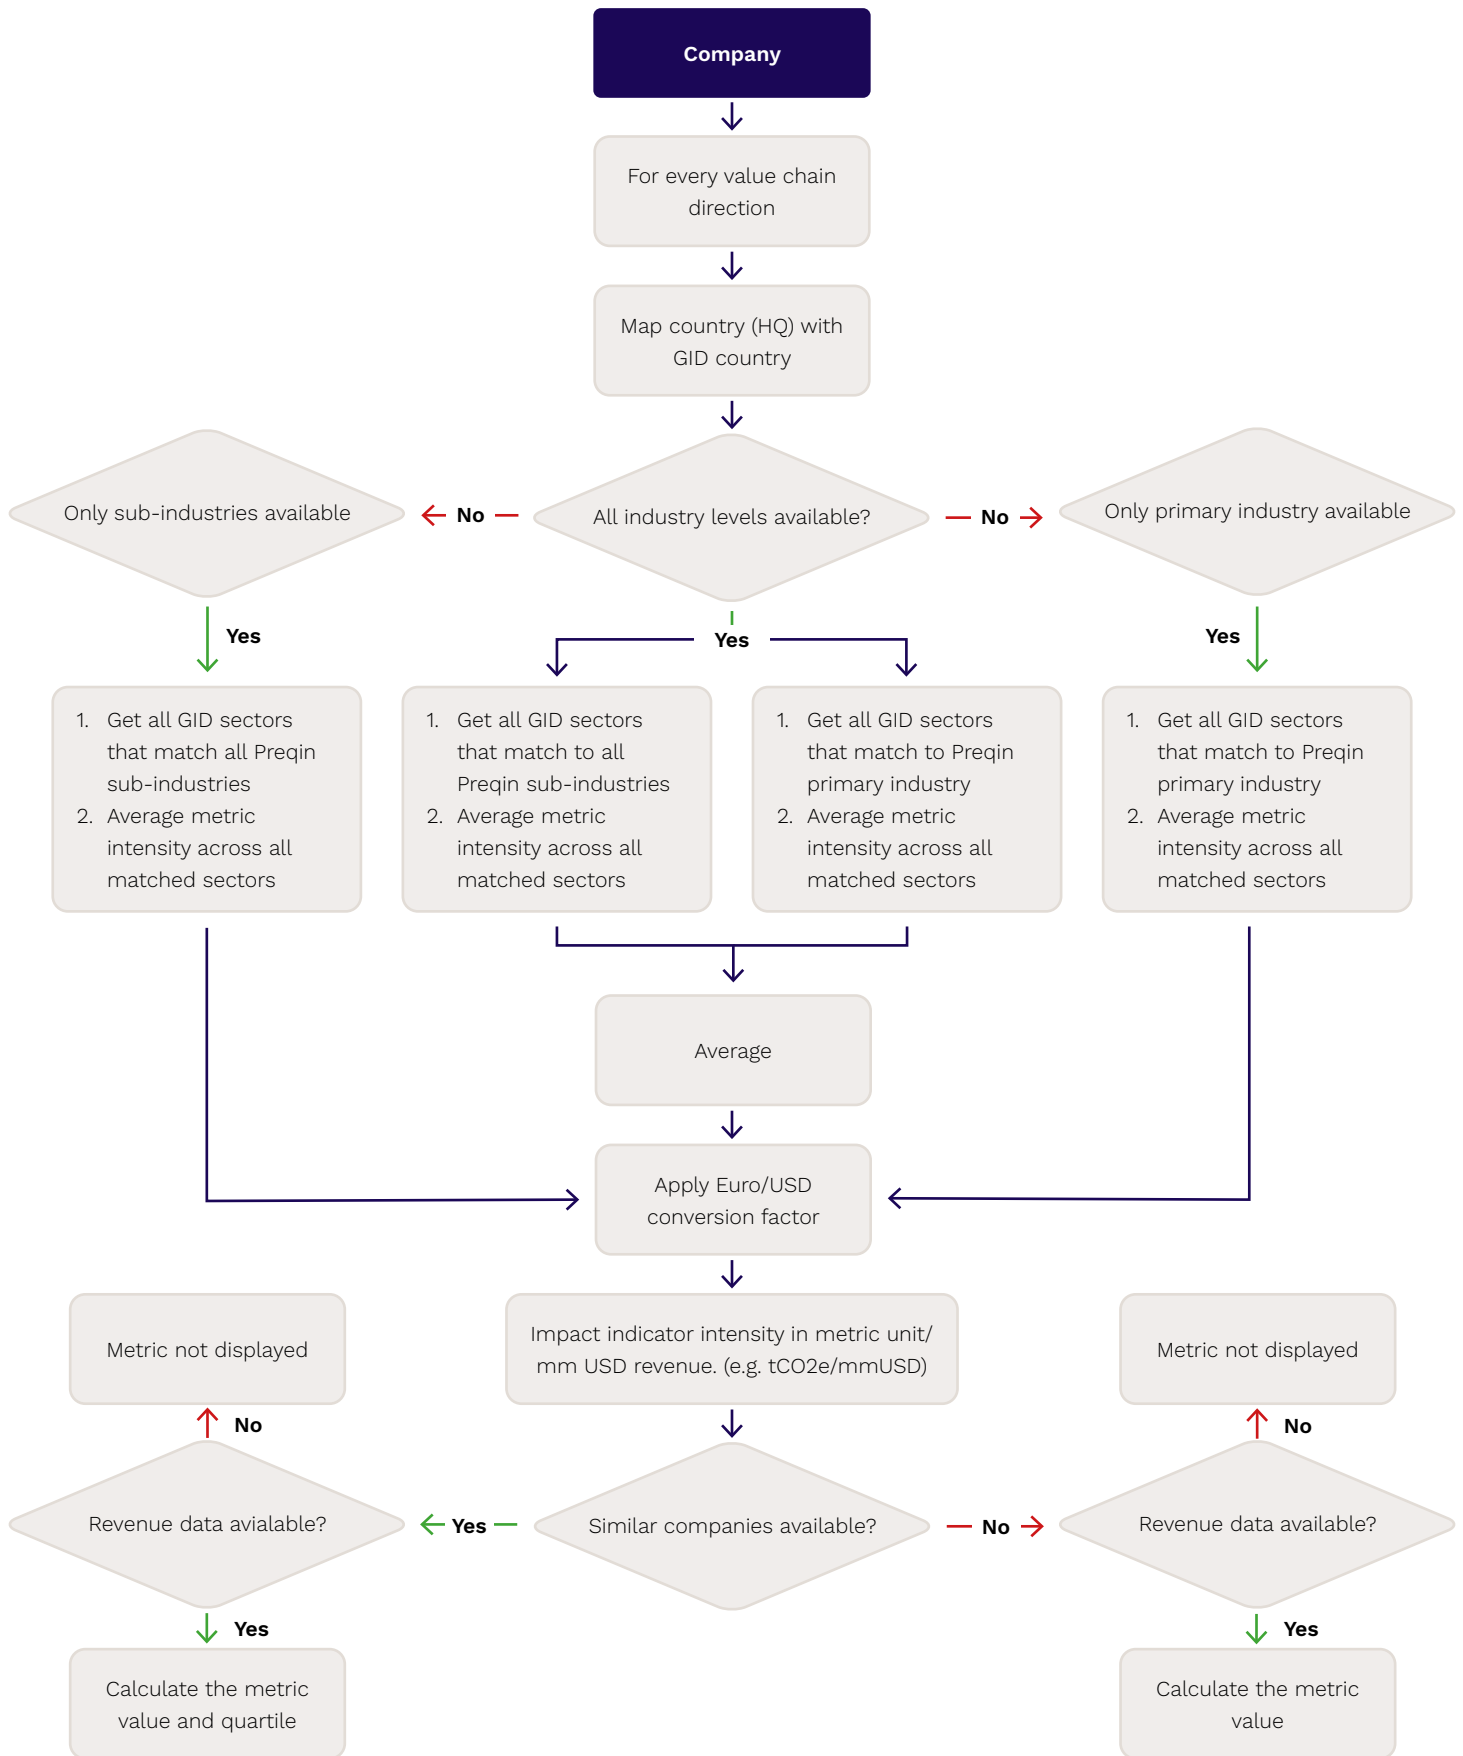 Company
For every value chain
direction
Map country (HQ) with
GID country
Only sub-industries available
No
All industry levels available?
No
Only primary industry available
Yes
Yes
Yes
1. Get all GID sectors
that match all Preqin
sub-industries
2. Average metric
intensity across all
matched sectors
1. Get all GID sectors
that match to all
Preqin sub-industries
2. Average metric
intensity across all
matched sectors
1. Get all GID sectors
that match to Preqin
primary industry
2. Average metric
intensity across all
matched sectors
1. Get all GID sectors
that match to Preqin
primary industry
2. Average metric
intensity across all
matched sectors
Average
Apply Euro/USD
conversion factor
Metric not displayed
Impact indicator intensity in metric unit/
mm USD revenue. (e.g. tCO2e/mmUSD)
Metric not displayed
No
No
Revenue data avialable?
Yes
Similar companies available?
No
Revenue data available?
Yes
Yes
Calculate the metric
value and quartile
Calculate the metric
value